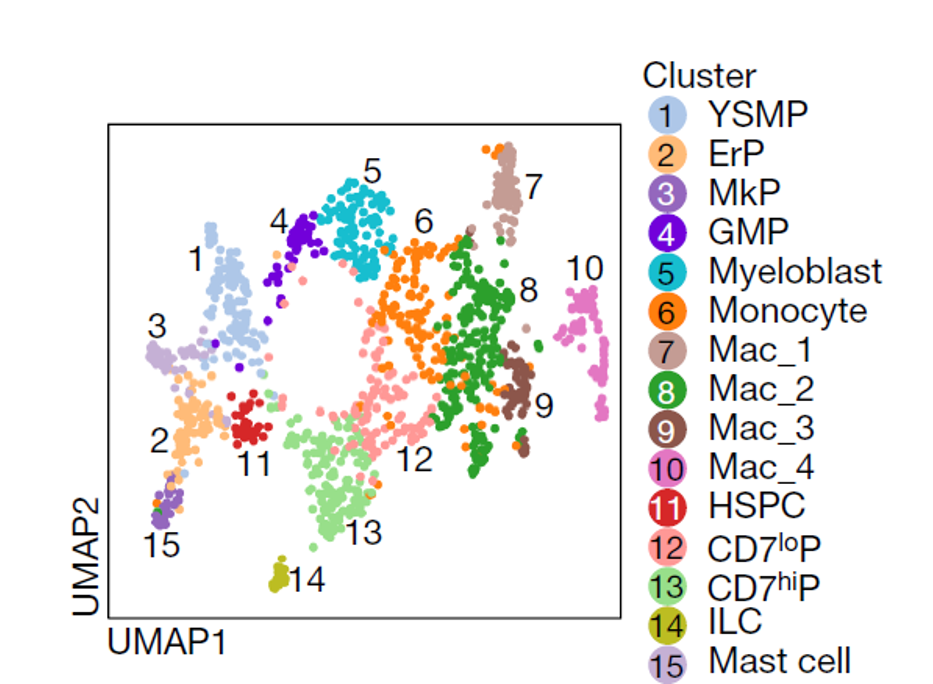 Cluster
1 YSMP
2 ErP
3 MkP
4 GMP
5 Myeloblast
6 Monocyte
7 Mac_1
8 Mac_2
9 Mac_3
10 Mac_4
11 HSPC
12 CD7loP
13 CD7hiP
14 ILC
15 Mast cell
5
4
6
7
1
10
8
3
9
2
11
12
13
15
14
UMAP2
UMAP1